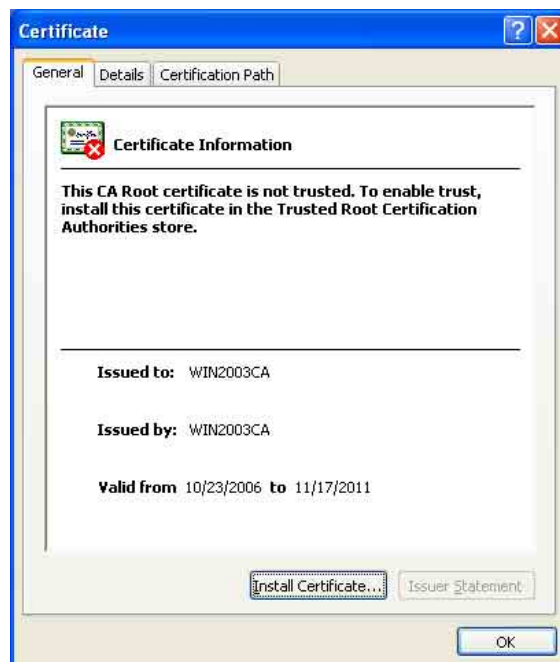 Certificate
General Details Certification Path
Certificate Information
This CA Root certificate is not trusted. To enable trust,
install this certificate in the Trusted Root Certification
Authorities store.
Issued to: WIN2003CA
Issued by: WIN2003CA
Valid from 10/23/2006 to 11/17/2011
Install Certificate... Issuer Statement
OK